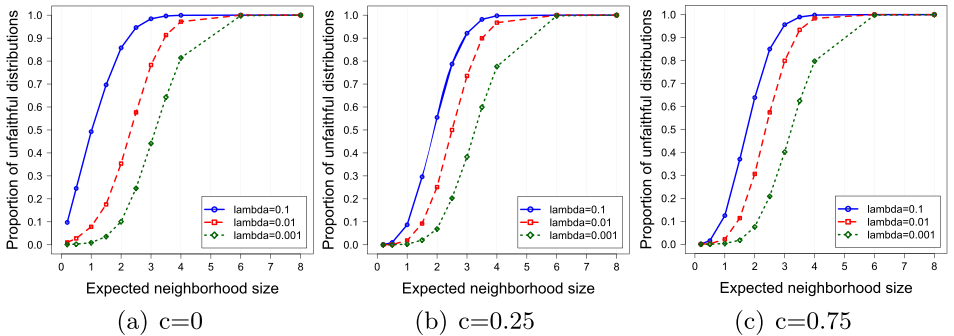 Proportion of unfaithful distributions
1.0
0.9
0.8
0.7
0.6
0.5
0.4
0.3
0.2
0.1
0.0
lambda=0.1
lambda=0.01
lambda=0.001
0 1 2 3 4 5 6 7 8
Expected neighborhood size
(a) c=0
Proportion of unfaithful distributions
1.0
0.9
0.8
0.7
0.6
0.5
0.4
0.3
0.2
0.1
0.0
lambda=0.1
lambda=0.01
lambda=0.001
0 1 2 3 4 5 6 7 8
Expected neighborhood size
(b) c=0.25
Proportion of unfaithful distributions
1.0
0.9
0.8
0.7
0.6
0.5
0.4
0.3
0.2
0.1
0.0
lambda=0.1
lambda=0.01
lambda=0.001
0 1 2 3 4 5 6 7 8
Expected neighborhood size
(c) c=0.75